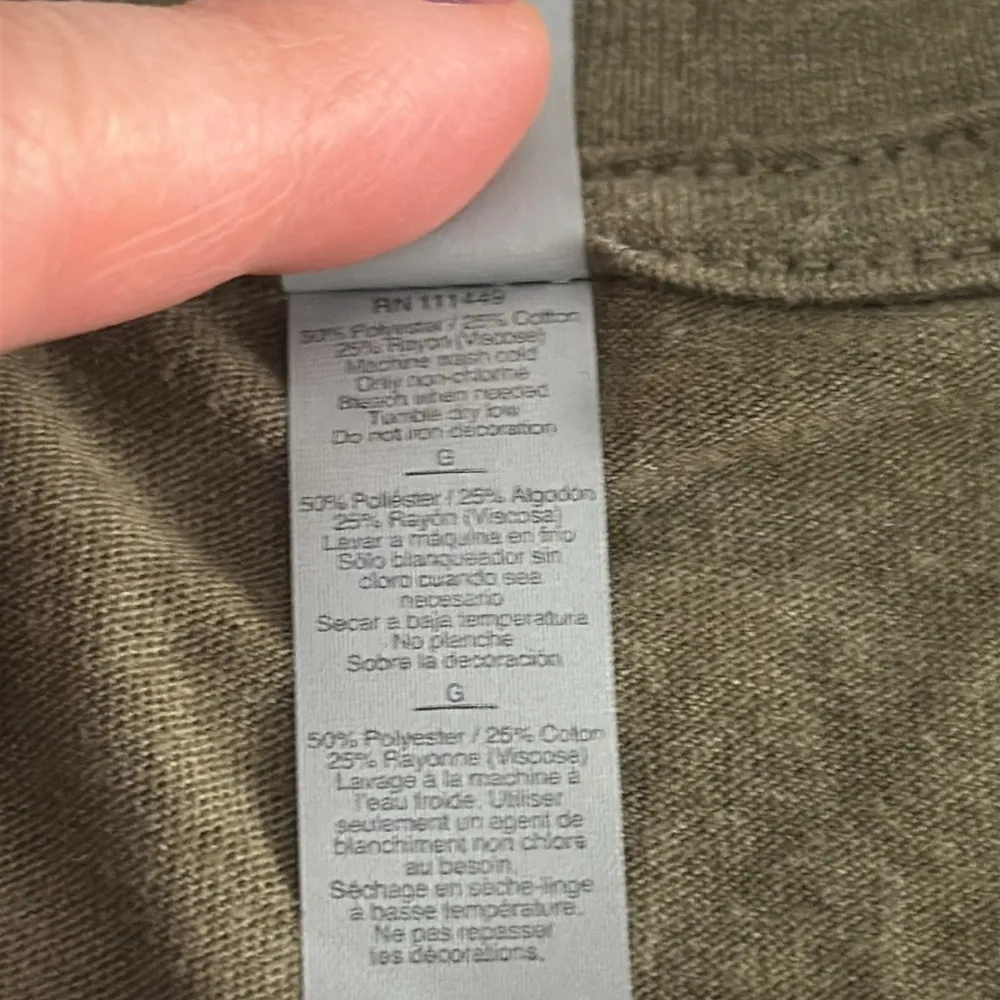 RN 111449
50% Polyester / 25% Cotton
25% Rayon (Viscose)
Machine wash cold
Only non-chlorine
Bleach when needed
Tumble dry low
Do not iron decoration
G
50% Poliéster / 25% Algodón
25% Rayón (Viscosa)
Lavar a máquina en frío
Sólo blanqueador sin
cloro cuando sea
necesario
Secar a baja temperatura
No planche
Sobre la decoración
G
50% Polyester / 25% Coton
25% Rayonne (Viscose)
Lavage à la machine à
l'eau froide. Utiliser
seulement un agent de
blanchiment non chlore
au besoin.
Séchage en sèche-linge
à basse température.
Ne pas repasser
les décorations.